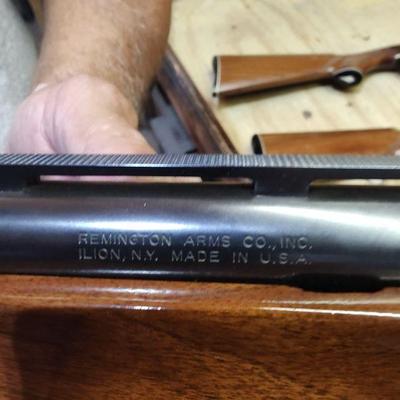 REMINGTON ARMS CO., INC.
ILION, N.Y. MADE IN U.S.A.